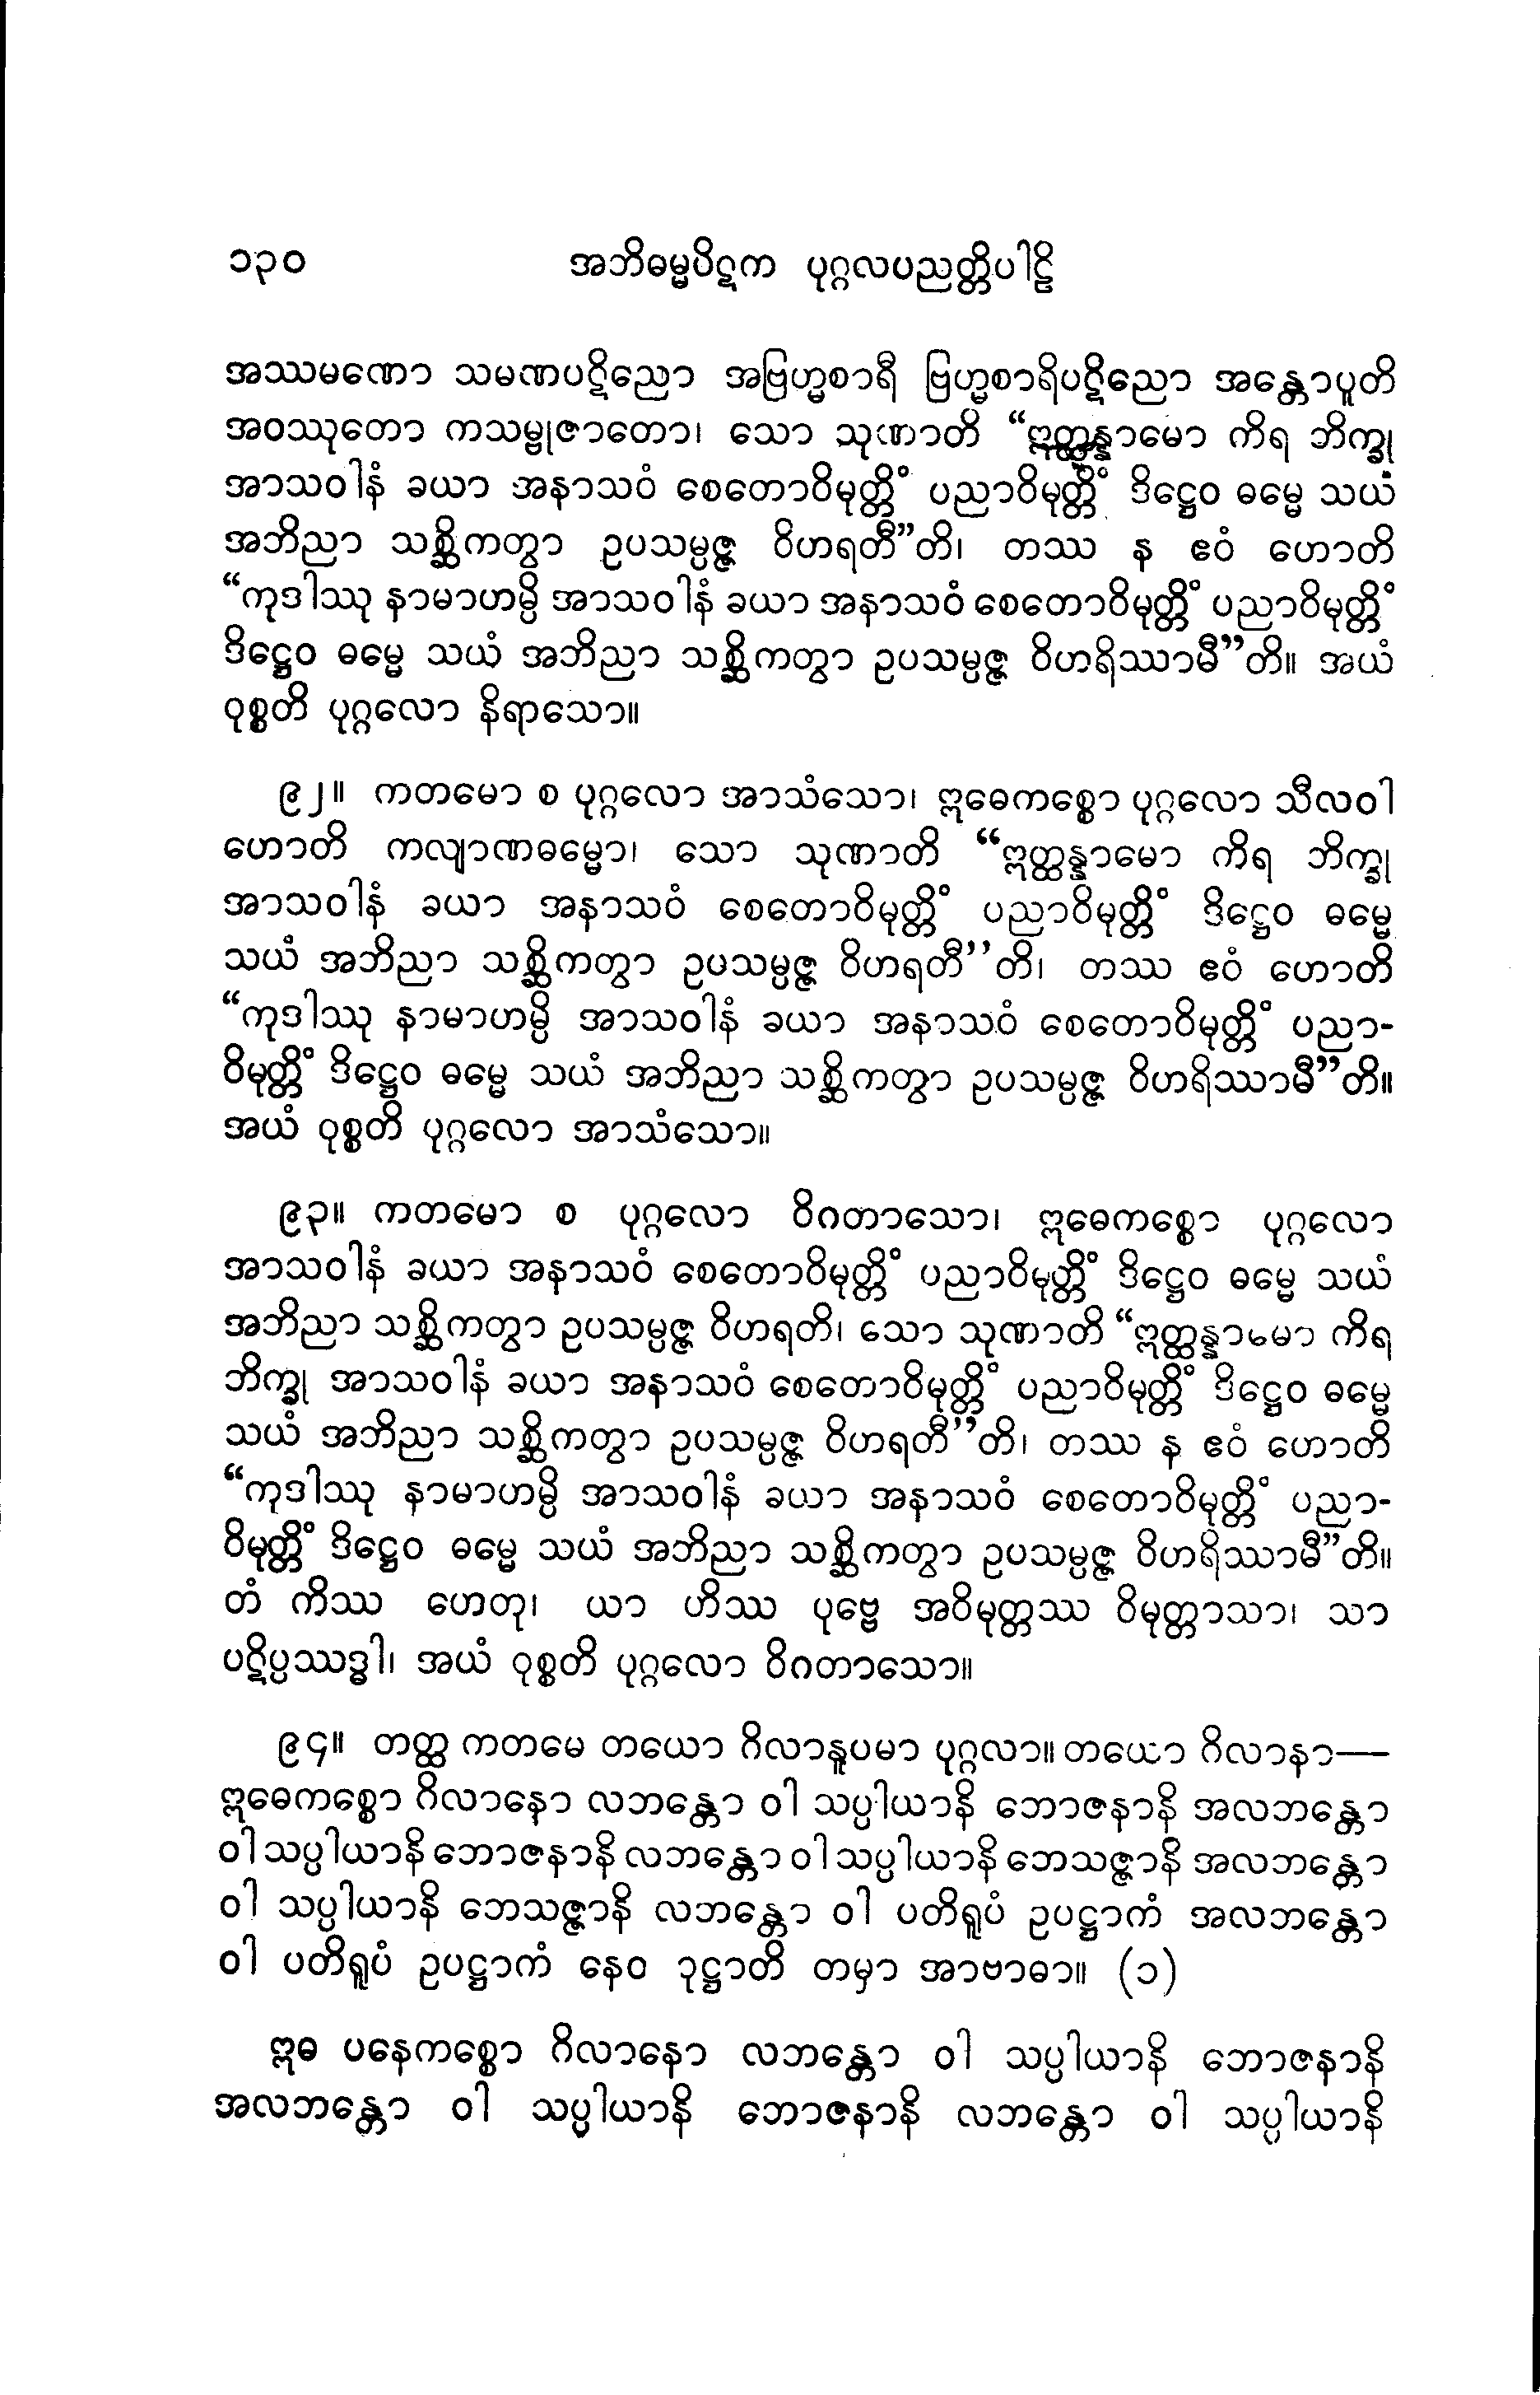 ၁၃၀ အဘိဓမ္မပိဋက ပုဂ္ဂလပညတ္တိပါဠိ
အဿမဏော သမဏပဋိညော အဗြဟ္မစာရီ ဗြဟ္မစာရိပဋိညော အန္တောပူတိ
အဝဿုတော ကသမ္ဗုဇာတော၊ သော သုဏာတိ “ဣတ္ထန္နာမော ကိရ ဘိက္ခု
အာသဝါနံ ခယာ အနာသဝံ စေတောဝိမုတ္တိံ ပညာဝိမုတ္တိံ ဒိဋ္ဌေဝ ဓမ္မေ သယံ
အဘိညာ သစ္ဆိကတွာ ဥပသမ္ပဇ္ဇ ဝိဟရတီ”တိ၊ တဿ န ဧဝံ ဟောတိ
“ကုဒါဿု နာမာဟမ္ပိ အာသဝါနံ ခယာ အနာသဝံ စေတောဝိမုတ္တိံ ပညာဝိမုတ္တိံ
ဒိဋ္ဌေဝ ဓမ္မေ သယံ အဘိညာ သစ္ဆိကတွာ ဥပသမ္ပဇ္ဇ ဝိဟရိဿာမီ”တိ။ အယံ
ဝုစ္စတိ ပုဂ္ဂလော နိရာသော။
၉၂။ ကတမော စ ပုဂ္ဂလော အာသံသော၊ ဣဓေကစ္စော ပုဂ္ဂလော သီလဝါ
ဟောတိ ကလျာဏဓမ္မော၊ သော သုဏာတိ “ဣတ္ထန္နာမော ကိရ ဘိက္ခု
အာသဝါနံ ခယာ အနာသဝံ စေတောဝိမုတ္တိံ ပညာဝိမုတ္တိံ ဒိဋ္ဌေဝ ဓမ္မေ
သယံ အဘိညာ သစ္ဆိကတွာ ဥပသမ္ပဇ္ဇ ဝိဟရတီ’’တိ၊ တဿ ဧဝံ ဟောတိ
“ကုဒါဿု နာမာဟမ္ပိ အာသဝါနံ ခယာ အနာသဝံ စေတောဝိမုတ္တိံ ပညာ-
ဝိမုတ္တိံ ဒိဋ္ဌေဝ ဓမ္မေ သယံ အဘိညာ သစ္ဆိကတွာ ဥပသမ္ပဇ္ဇ ဝိဟရိဿာမီ”တိ။
အယံ ဝုစ္စတိ ပုဂ္ဂလော အာသံသော။
၉၃။ ကတမော စ ပုဂ္ဂလော ဝိဂတာသော၊ ဣဓေကစ္စော ပုဂ္ဂလော
အာသဝါနံ ခယာ အနာသဝံ စေတောဝိမုတ္တိံ ပညာဝိမုတ္တိံ ဒိဋ္ဌေဝ ဓမ္မေ သယံ
အဘိညာ သစ္ဆိကတွာ ဥပသမ္ပဇ္ဇ ဝိဟရတိ၊ သော သုဏာတိ “ဣတ္ထန္နာမော ကိရ
ဘိက္ခု အာသဝါနံ ခယာ အနာသဝံ စေတောဝိမုတ္တိံ ပညာဝိမုတ္တိံ ဒိဋ္ဌေဝ ဓမ္မေ
သယံ အဘိညာ သစ္ဆိကတွာ ဥပသမ္ပဇ္ဇ ဝိဟရတီ”တိ၊ တဿ န ဧဝံ ဟောတိ
“ကုဒါဿု နာမာဟမ္ပိ အာသဝါနံ ခယာ အနာသဝံ စေတောဝိမုတ္တိံ ပညာ-
ဝိမုတ္တိံ ဒိဋ္ဌေဝ ဓမ္မေ သယံ အဘိညာ သစ္ဆိကတွာ ဥပသမ္ပဇ္ဇ ဝိဟရိဿာမီ”တိ။
တံ ကိဿ ဟေတု၊ ယာ ဟိဿ ပုဗ္ဗေ အဝိမုတ္တဿ ဝိမုတ္တာသာ၊ သာ
ပဋိပ္ပဿဒ္ဓါ၊ အယံ ဝုစ္စတိ ပုဂ္ဂလော ဝိဂတာသော။
၉၄။ တတ္ထ ကတမေ တယော ဂိလာနူပမာ ပုဂ္ဂလာ။ တယော ဂိလာနာ—
ဣဓေကစ္စော ဂိလာနော လဘန္တော ဝါ သပ္ပါယာနိ ဘောဇနာနိ အလဘန္တော
ဝါ သပ္ပါယာနိ ဘောဇနာနိ လဘန္တော ဝါ သပ္ပါယာနိ ဘေသဇ္ဇာနိ အလဘန္တော
ဝါ သပ္ပါယာနိ ဘေသဇ္ဇာနိ လဘန္တော ဝါ ပတိရူပံ ဥပဋ္ဌာကံ အလဘန္တော
ဝါ ပတိရူပံ ဥပဋ္ဌာကံ နေဝ ဝုဋ္ဌာတိ တမှာ အာဗာဓာ။ (၁)
ဣဓ ပနေကစ္စော ဂိလာနော လဘန္တော ဝါ သပ္ပါယာနိ ဘောဇနာနိ
အလဘန္တော ဝါ သပ္ပါယာနိ ဘောဇနာနိ လဘန္တော ဝါ သပ္ပါယာနိ